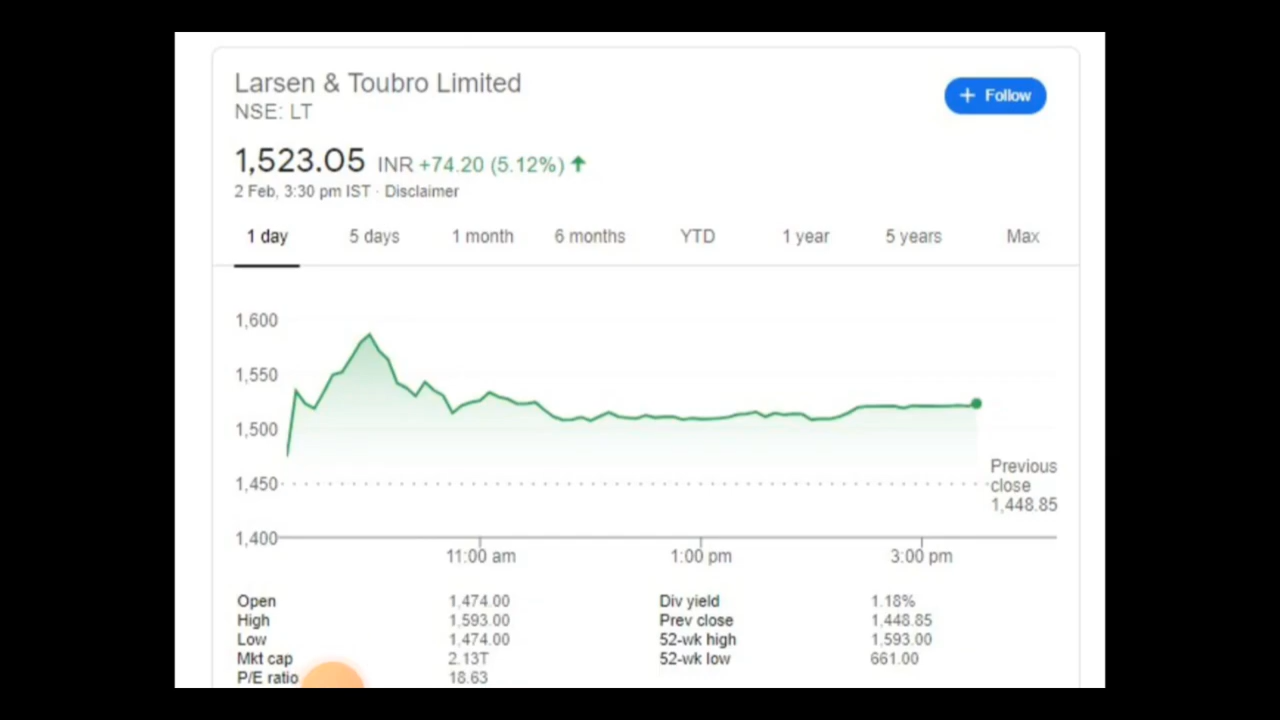 Larsen & Toubro Limited
NSE: LT
+ Follow
1,523.05 INR +74.20 (5.12%) ↑
2 Feb, 3:30 pm IST · Disclaimer
1 day 5 days 1 month 6 months YTD 1 year 5 years Max
1,600
1,550
1,500
1,450
1,400
Previous
close
1,448.85
11:00 am 1:00 pm 3:00 pm
Open 1,474.00 Div yield 1.18%
High 1,593.00 Prev close 1,448.85
Low 1,474.00 52-wk high 1,593.00
Mkt cap 2.13T 52-wk low 661.00
P/E ratio 18.63